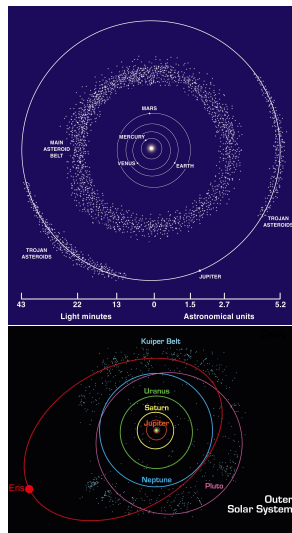 MARS
MERCURY
MAIN
ASTEROID
BELT
VENUS
EARTH
TROJAN
ASTEROIDS
TROJAN
ASTEROIDS
JUPITER
43 22 13 0 1.5 2.7 5.2
Light minutes Astronomical units
Kuiper Belt
Uranus
Saturn
Jupiter
Eris
Neptune
Pluto
Outer
Solar System